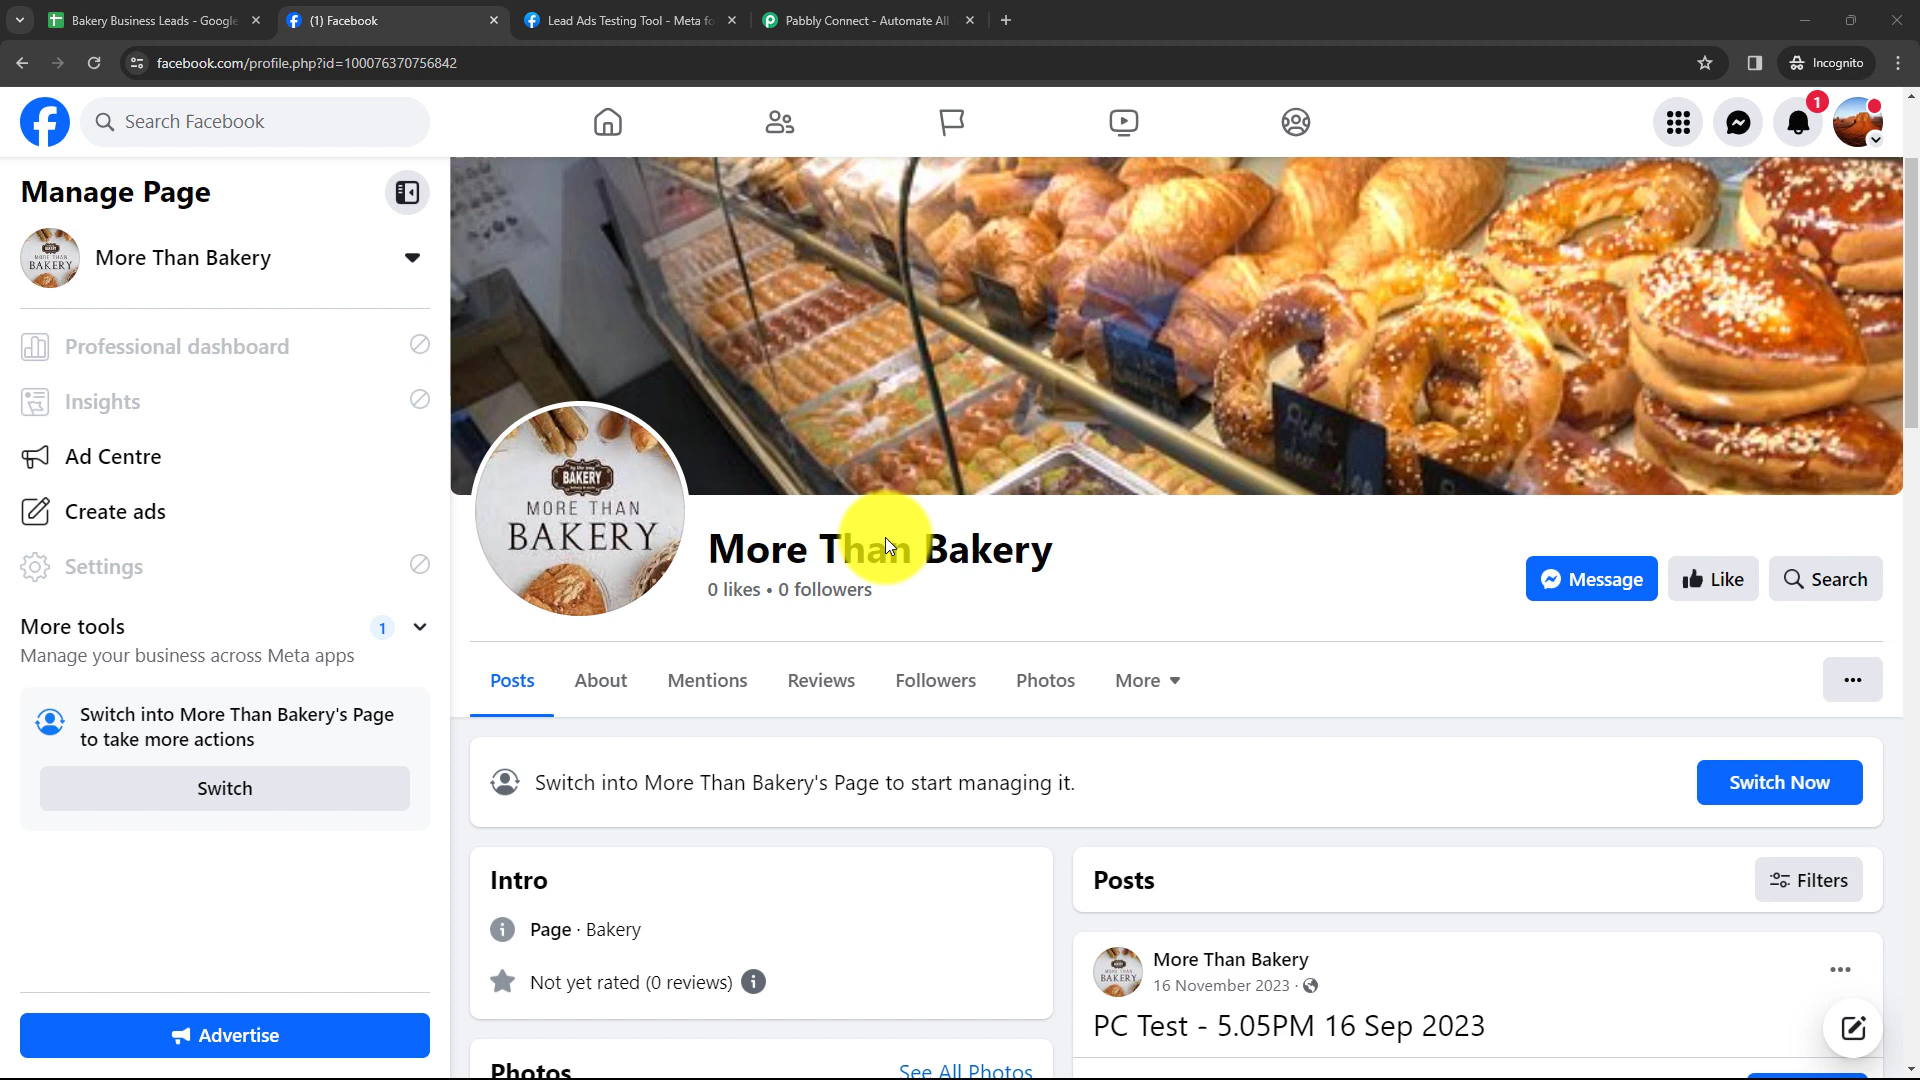 Bakery Business Leads - Google
(1) Facebook
Lead Ads Testing Tool - Meta fo
Pabbly Connect - Automate All
facebook.com/profile.php?id=100076370756842
Incognito
Search Facebook
1
Manage Page
More Than Bakery
Professional dashboard
Insights
Ad Centre
Create ads
Settings
More tools
1
Manage your business across Meta apps
Switch into More Than Bakery's Page
to take more actions
Switch
Advertise
BAKERY
MORE THAN
BAKERY
More Than Bakery
0 likes • 0 followers
Message
Like
Search
Posts
About
Mentions
Reviews
Followers
Photos
More
Switch into More Than Bakery's Page to start managing it.
Switch Now
Intro
Page · Bakery
Not yet rated (0 reviews)
Photos
See All Photos
Posts
Filters
More Than Bakery
16 November 2023 ·
PC Test - 5.05PM 16 Sep 2023